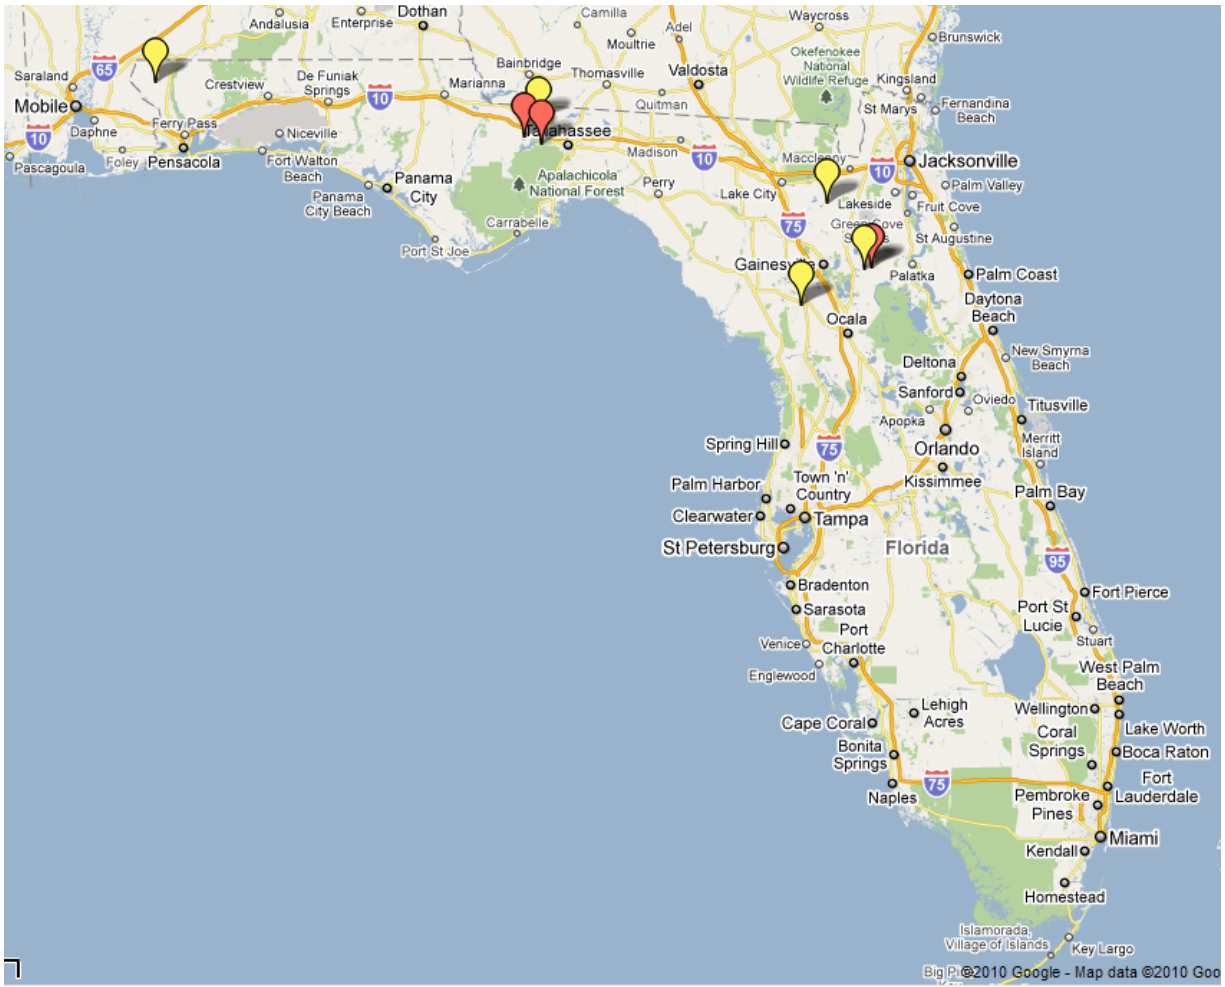 Dothan
Camilla
Waycross
Andalusia
Enterprise
Adel
Moultrie
Brunswick
Okefenokee
National
Wildlife Refuge
65
Saraland
Crestview
De Funiak
Springs
Marianna
Bainbridge
Thomasville
Valdosta
Kingsland
Mobile
10
Quitman
St Marys
Fernandina
Beach
Daphne
Ferry Pass
Niceville
Tallahassee
10
Pascagoula
Foley
Pensacola
Fort Walton
Beach
Madison
10
Macclenny
10
Jacksonville
Panama
City
Apalachicola
National Forest
Perry
Lake City
Palm Valley
Panama
City Beach
Lakeside
Fruit Cove
Carrabelle
75
Green Cove
St Augustine
Port St Joe
Gainesville
Palatka
Palm Coast
Daytona
Beach
Ocala
New Smyrna
Beach
Deltona
Sanford
Oviedo
Titusville
Apopka
Spring Hill
75
Orlando
Merritt
Island
Palm Harbor
Town 'n'
Country
Kissimmee
Palm Bay
Clearwater
Tampa
St Petersburg
Florida
95
Bradenton
Fort Pierce
Sarasota
Port St
Lucie
Port
Charlotte
Venice
Stuart
Englewood
West Palm
Beach
Lehigh
Acres
Wellington
Cape Coral
Lake Worth
Coral
Springs
Bonita
Springs
Boca Raton
75
Naples
Pembroke
Pines
Fort
Lauderdale
Miami
Kendall
Homestead
Islamorada,
Village of Islands
Key Largo
Big Pi
©2010 Google - Map data ©2010 Goo